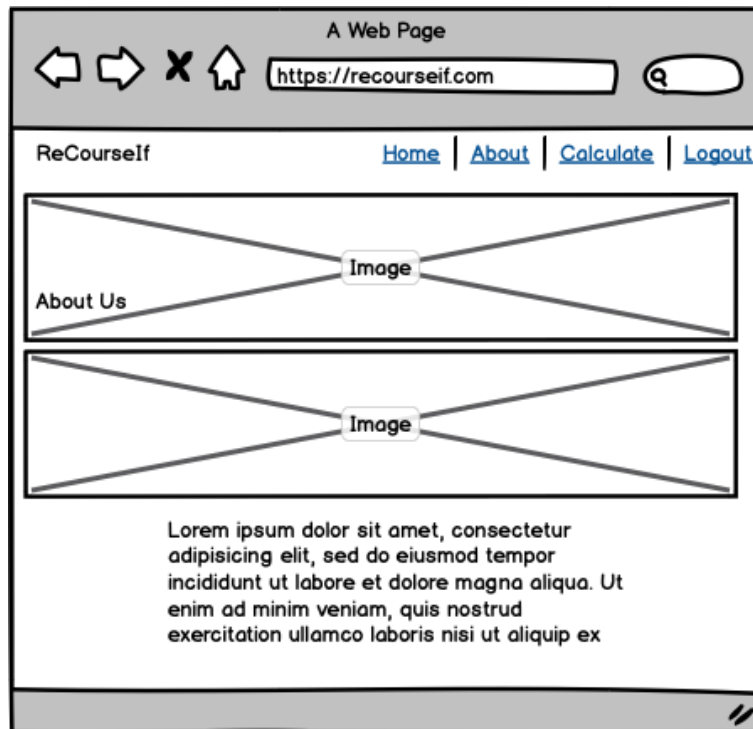 A Web Page
https://recourseif.com
ReCourseIf Home About Calculate Logout
Image
About Us
Image
Lorem ipsum dolor sit amet, consectetur
adipisicing elit, sed do eiusmod tempor
incididunt ut labore et dolore magna aliqua. Ut
enim ad minim veniam, quis nostrud
exercitation ullamco laboris nisi ut aliquip ex